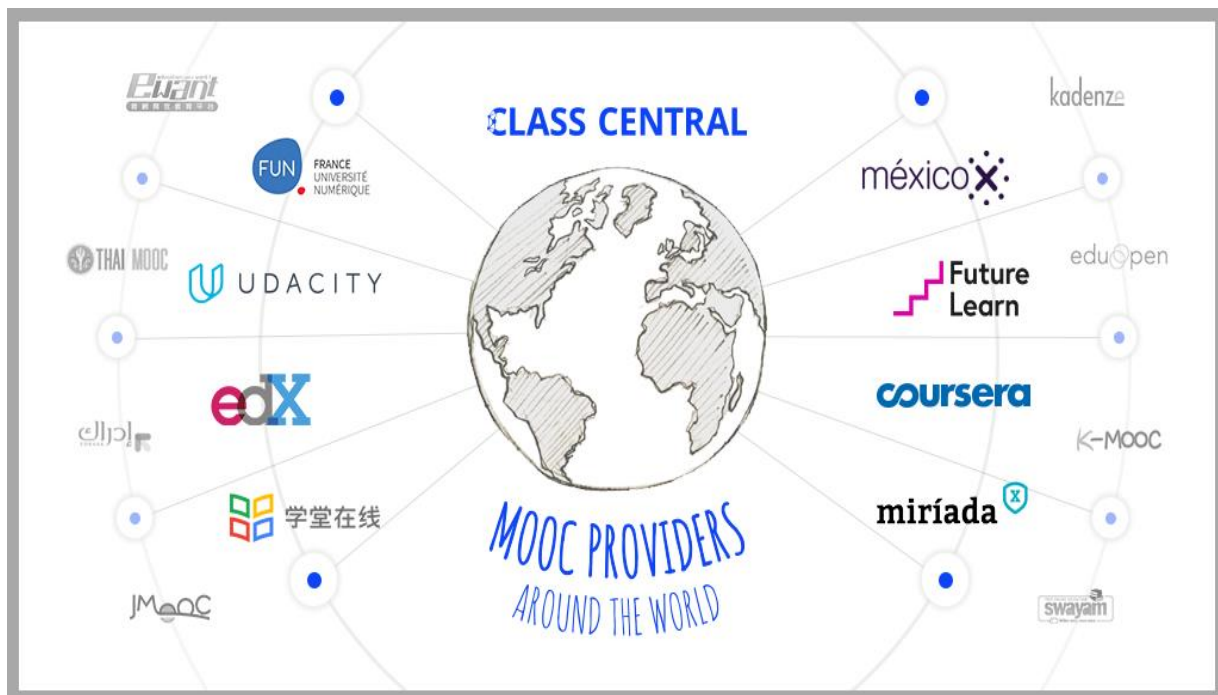 CLASS CENTRAL
ewant
FUN
FRANCE
UNIVERSITÉ
NUMÉRIQUE
THAI MOOC
UDACITY
edX
إدراك
学堂在线
JMOOC
kadenze
méxicoX
eduopen
Future
Learn
coursera
K-MOOC
miríada X
swayam
MOOC PROVIDERS
AROUND THE WORLD